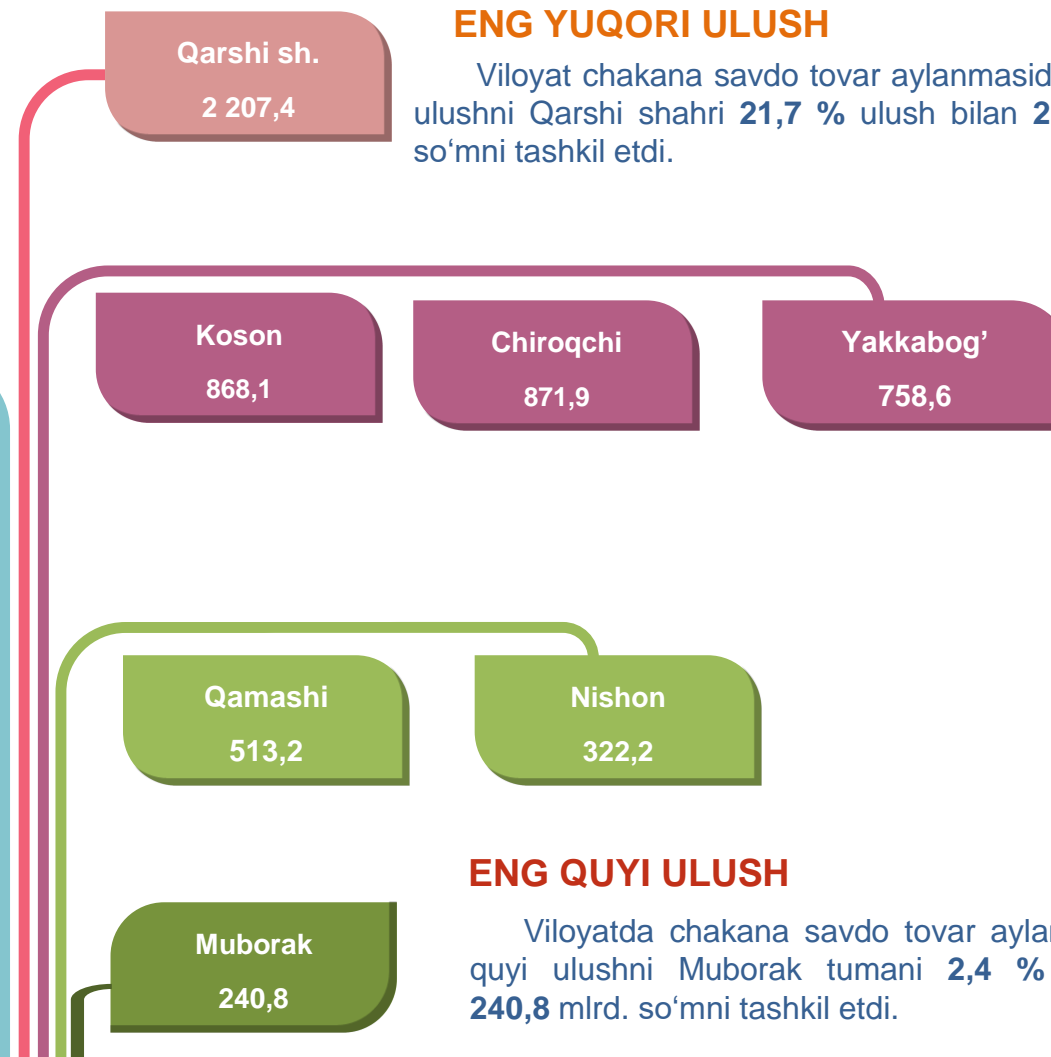 ENG YUQORI ULUSH
Qarshi sh.
2 207,4
Viloyat chakana savdo tovar aylanmasid
ulushni Qarshi shahri 21,7 % ulush bilan 2
so‘mni tashkil etdi.
Koson
868,1
Chiroqchi
871,9
Yakkabog’
758,6
Qamashi
513,2
Nishon
322,2
ENG QUYI ULUSH
Muborak
240,8
Viloyatda chakana savdo tovar aylan
quyi ulushni Muborak tumani 2,4 %
240,8 mlrd. so‘mni tashkil etdi.